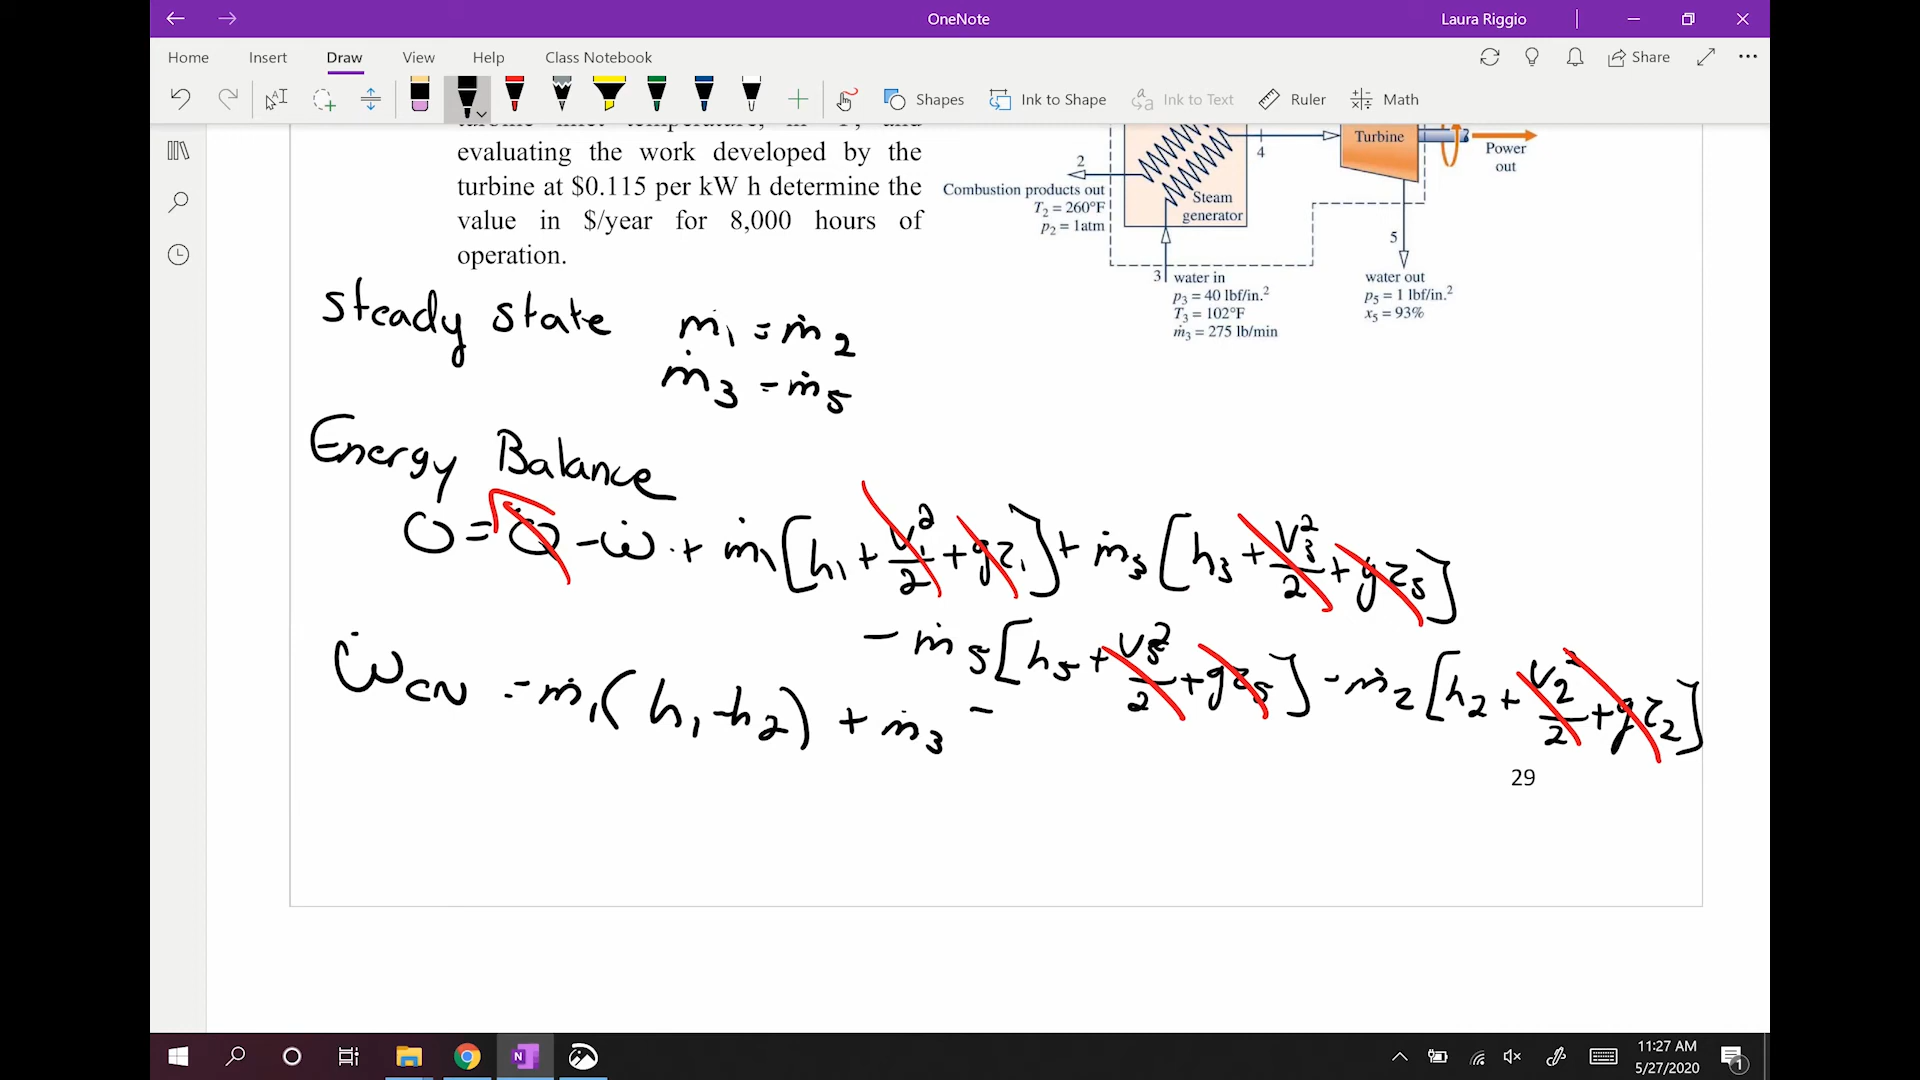 OneNote
Laura Riggio
Home Insert Draw View Help Class Notebook
Share
Shapes Ink to Shape Ink to Text Ruler Math
turbine inlet temperature, in °F, and
evaluating the work developed by the
turbine at $0.115 per kW h determine the
value in $/year for 8,000 hours of
operation.
2
Combustion products out
T₂ = 260°F
p₂ = 1atm
Steam
generator
4
Turbine
Power
out
5
3
water in
p₃ = 40 lbf/in.²
T₃ = 102°F
ṁ₃ = 275 lb/min
water out
p₅ = 1 lbf/in.²
x₅ = 93%
Steady state ṁ₁ = ṁ₂
ṁ₃ = ṁ₅
Energy Balance
0 = Q̇ - ẇ + ṁ₁[h₁ + V₁²/2 + gz₁] + ṁ₃[h₃ + V₃²/2 + gz₃]
- ṁ₅[h₅ + V₅²/2 + gz₅] - ṁ₂[h₂ + V₂²/2 + gz₂]
Ẇcv = ṁ₁(h₁ - h₂) + ṁ₃ -
29
11:27 AM
5/27/2020
1